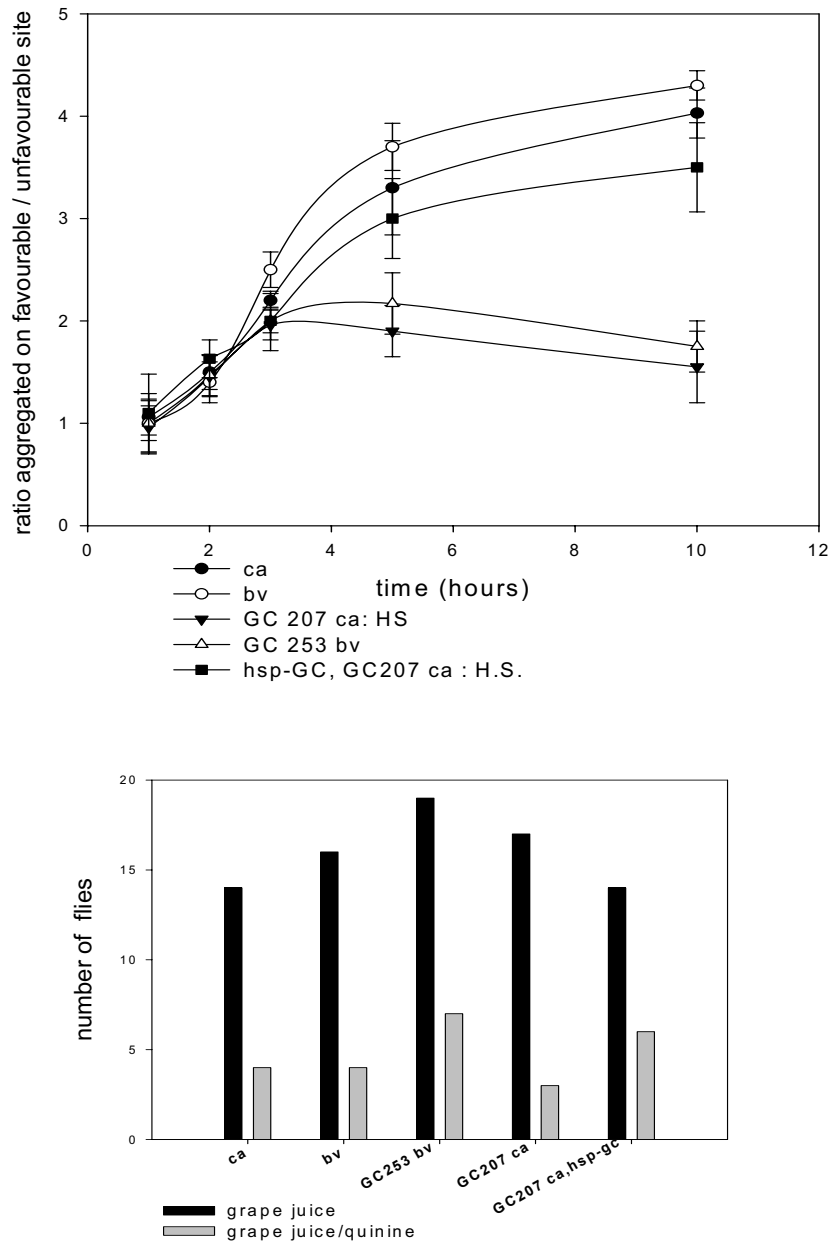 5
4
3
2
1
0
ratio aggregated on favourable / unfavourable site
0 2 4 6 8 10 12
time (hours)
ca
bv
GC 207 ca: HS
GC 253 bv
hsp-GC, GC207 ca : H.S.
20
15
10
5
0
number of flies
ca
bv
GC253 bv
GC207 ca
GC207 ca,hsp-gc
grape juice
grape juice/quinine